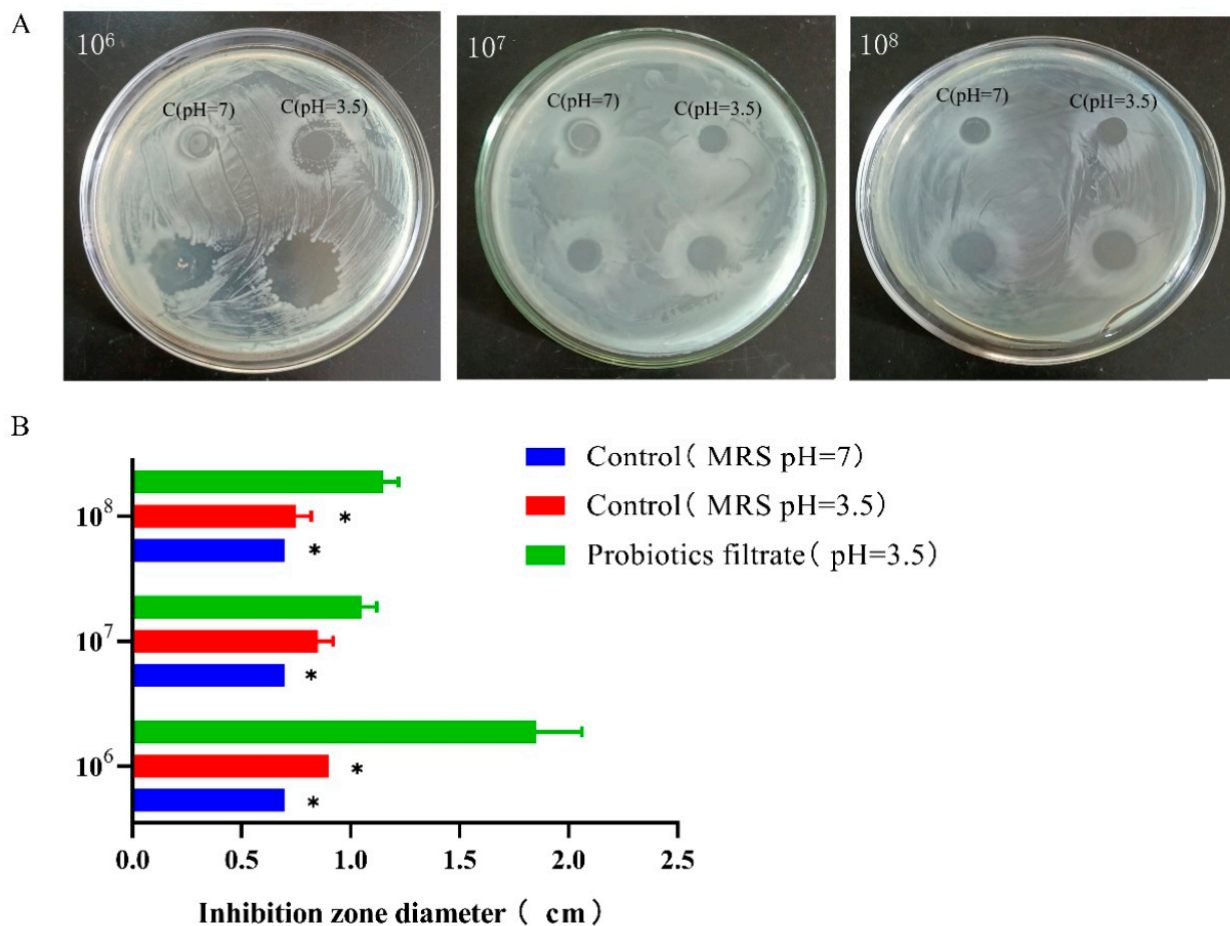 A
10⁶
C(pH=7)
C(pH=3.5)
10⁷
C(pH=7)
C(pH=3.5)
10⁸
C(pH=7)
C(pH=3.5)
B
Control( MRS pH=7)
Control( MRS pH=3.5)
Probiotics filtrate( pH=3.5)
10⁸
*
*
10⁷
*
10⁶
*
*
0.0 0.5 1.0 1.5 2.0 2.5
Inhibition zone diameter ( cm)